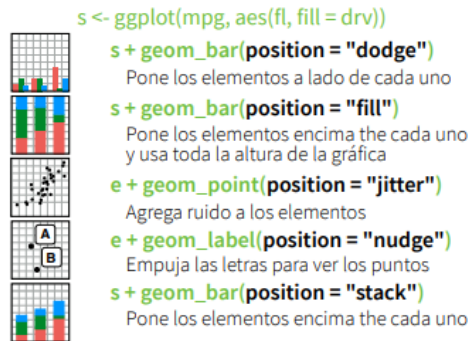 s <- ggplot(mpg, aes(fl, fill = drv))
s + geom_bar(position = "dodge")
Pone los elementos a lado de cada uno
s + geom_bar(position = "fill")
Pone los elementos encima the cada uno
y usa toda la altura de la gráfica
e + geom_point(position = "jitter")
Agrega ruido a los elementos
A
B
e + geom_label(position = "nudge")
Empuja las letras para ver los puntos
s + geom_bar(position = "stack")
Pone los elementos encima the cada uno